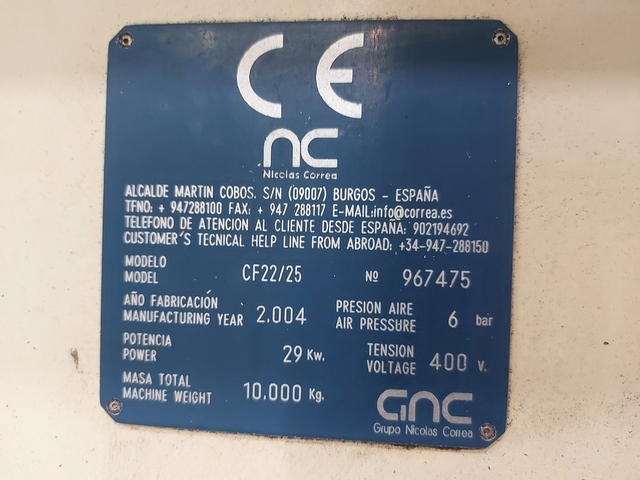 CE
nc
Nicolas Correa
ALCALDE MARTIN COBOS. S/N (09007) BURGOS - ESPAÑA
TFNO: + 947288100 FAX: + 947 288117 E-MAIL:info@correa.es
TELEFONO DE ATENCION AL CLIENTE DESDE ESPAÑA: 902194692
CUSTOMER'S TECNICAL HELP LINE FROM ABROAD: +34-947-288150
MODELO
MODEL CF22/25 Nº 967475
AÑO FABRICACIÓN
MANUFACTURING YEAR 2.004
PRESION AIRE
AIR PRESSURE 6 bar
POTENCIA
POWER 29 Kw.
TENSION
VOLTAGE 400 V.
MASA TOTAL
MACHINE WEIGHT 10.000 Kg.
GNC
Grupo Nicolas Correa